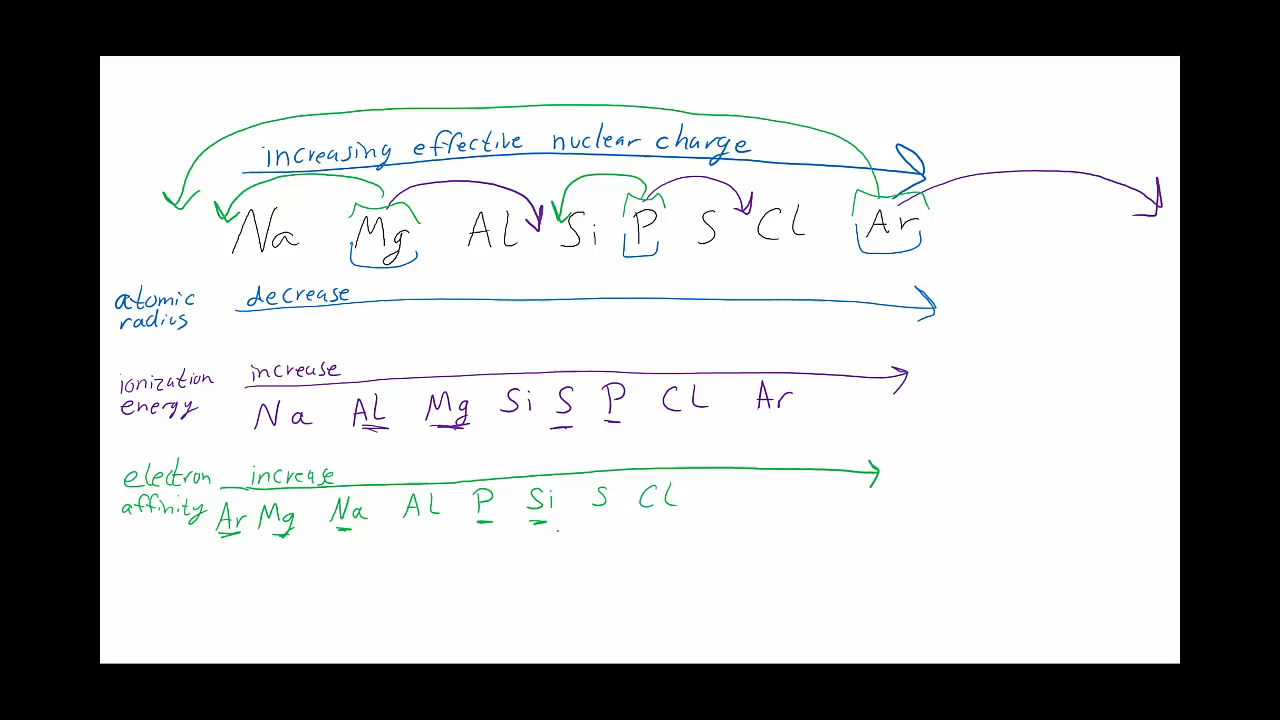 increasing effective nuclear charge
Na Mg AL Si P S CL Ar
atomic radius decrease
ionization energy increase
Na AL Mg Si S P CL Ar
electron affinity increase
Ar Mg Na AL P Si S CL